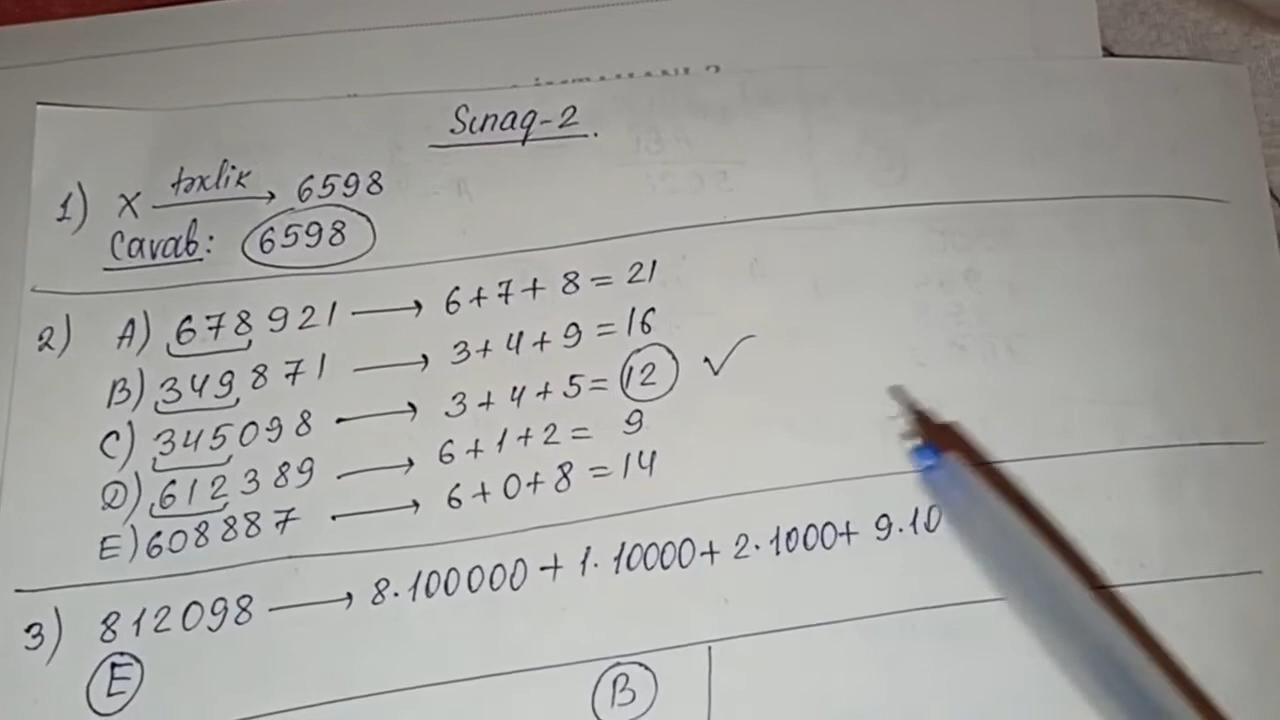 Sınaq-2.
1) X təxlik → 6598
Cavab: 6598
2) A) 678921 → 6+7+8=21
B) 349871 → 3+4+9=16
C) 345098 → 3+4+5=12 ✓
D) 612389 → 6+1+2= 9
E) 608887 → 6+0+8=14
3) 812098 → 8·100000+1·10000+2·1000+9·10
E
B